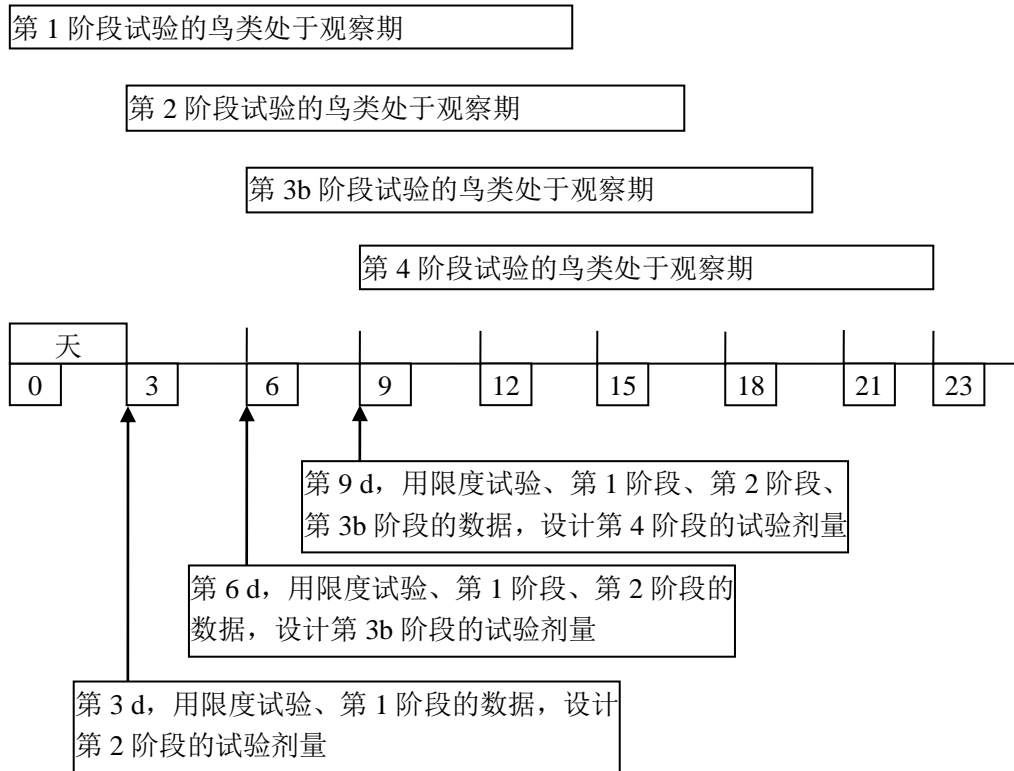 第 1 阶段试验的鸟类处于观察期
第 2 阶段试验的鸟类处于观察期
第 3b 阶段试验的鸟类处于观察期
第 4 阶段试验的鸟类处于观察期
天
0 3 6 9 12 15 18 21 23
第 9 d，用限度试验、第 1 阶段、第 2 阶段、
第 3b 阶段的数据，设计第 4 阶段的试验剂量
第 6 d，用限度试验、第 1 阶段、第 2 阶段的
数据，设计第 3b 阶段的试验剂量
第 3 d，用限度试验、第 1 阶段的数据，设计
第 2 阶段的试验剂量